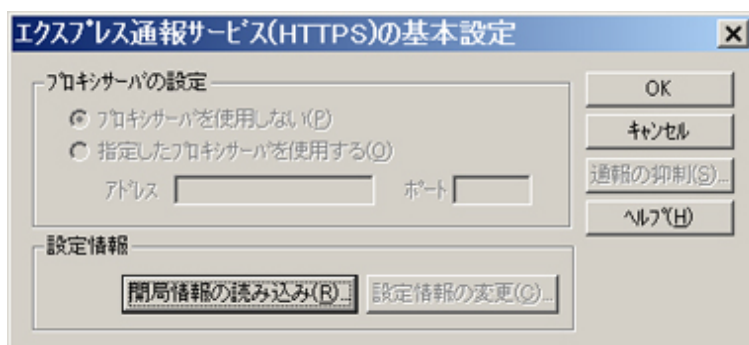 エクスプレス通報サービス(HTTPS)の基本設定
プロキシサーバの設定
プロキシサーバを使用しない(P)
指定したプロキシサーバを使用する(O)
アドレス
ポート
OK
キャンセル
通報の抑制(S)...
ヘルプ(H)
設定情報
開局情報の読み込み(R)...
設定情報の変更(C)...